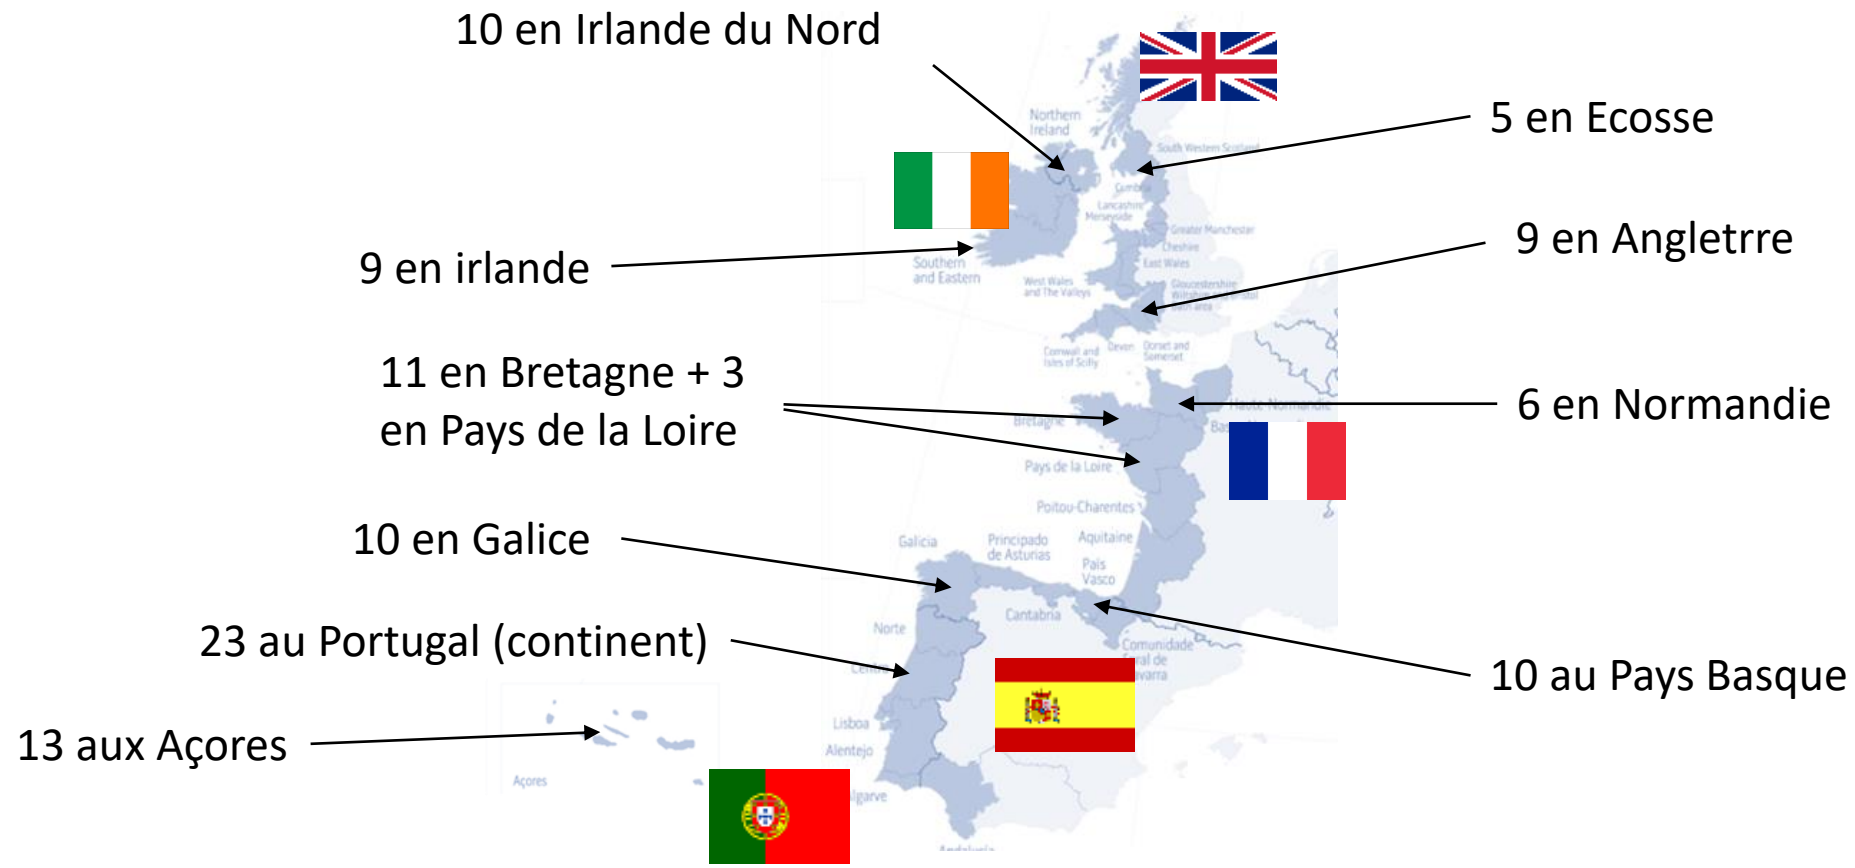 10 en Irlande du Nord
5 en Ecosse
Northern
Ireland
South Western Scotland
Cumbria
Lancashire
Merseyside
Greater Manchester
Cheshire
East Wales
9 en irlande
9 en Angletrre
Southern
and Eastern
West Wales
and The Valleys
Gloucestershire
Cornwall and
Isles of Scilly
Devon
Dorset and
Somerset
11 en Bretagne + 3
en Pays de la Loire
6 en Normandie
Haute-Normandie
Bretagne
Pays de la Loire
Poitou-Charentes
10 en Galice
Galicia
Principado
de Asturias
Aquitaine
País
Vasco
Cantabria
Norte
23 au Portugal (continent)
Comunidade
10 au Pays Basque
Lisboa
13 aux Açores
Alentejo
Açores